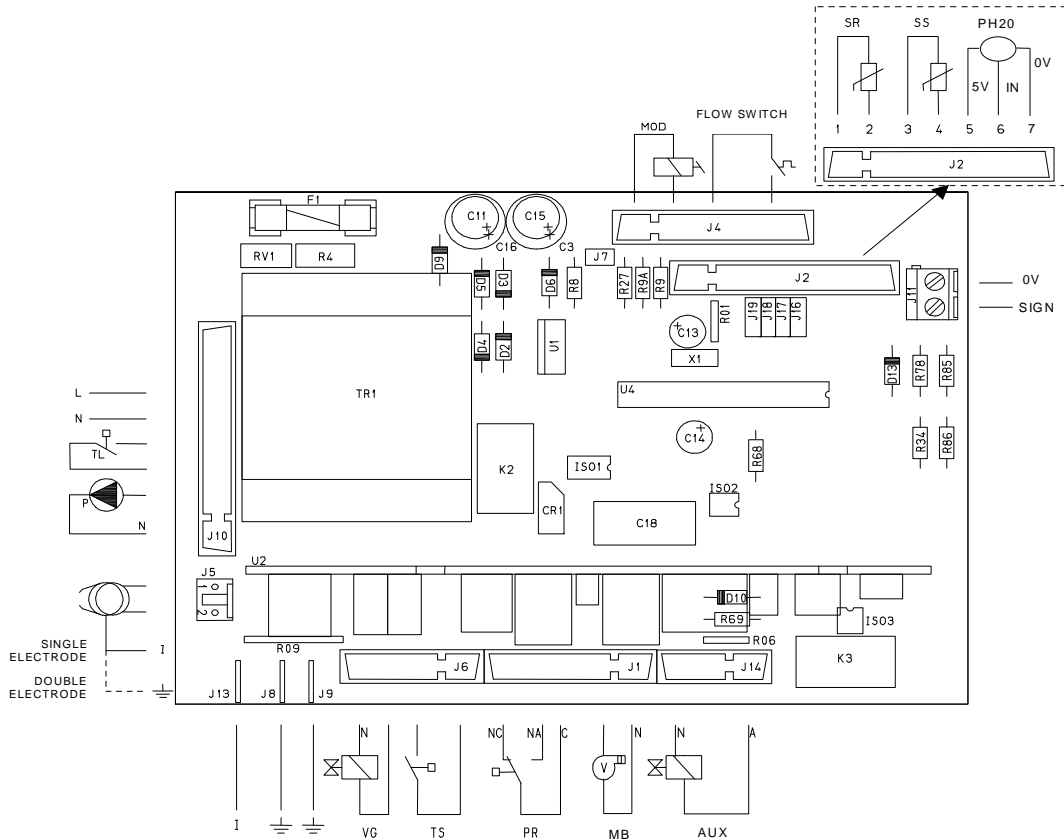 SR SS PH20
0V
5V IN
1 2 3 4 5 6 7
J2
FLOW SWITCH
MOD
F1
C11 C15
J4
RV1 R4
D9
C16 C3
J7
D5 D3 D6 R8
R27 R9A R9
J2
J11
0V
SIGN
J19 J18 J17 J16
R01
C13
X1
D4 D2 U1
TR1
U4
D13 R78 R85
L
N
TL
C14
R34 R86
R68
K2
ISO1
ISO2
P
N
CR1
C18
J10
U2
J5
1
2
D10
R69
ISO3
R06
K3
SINGLE
ELECTRODE
I
R09
DOUBLE
ELECTRODE
J6 J1 J14
J13 J8 J9
N NC NA C N N A
V
I VG TS PR MB AUX